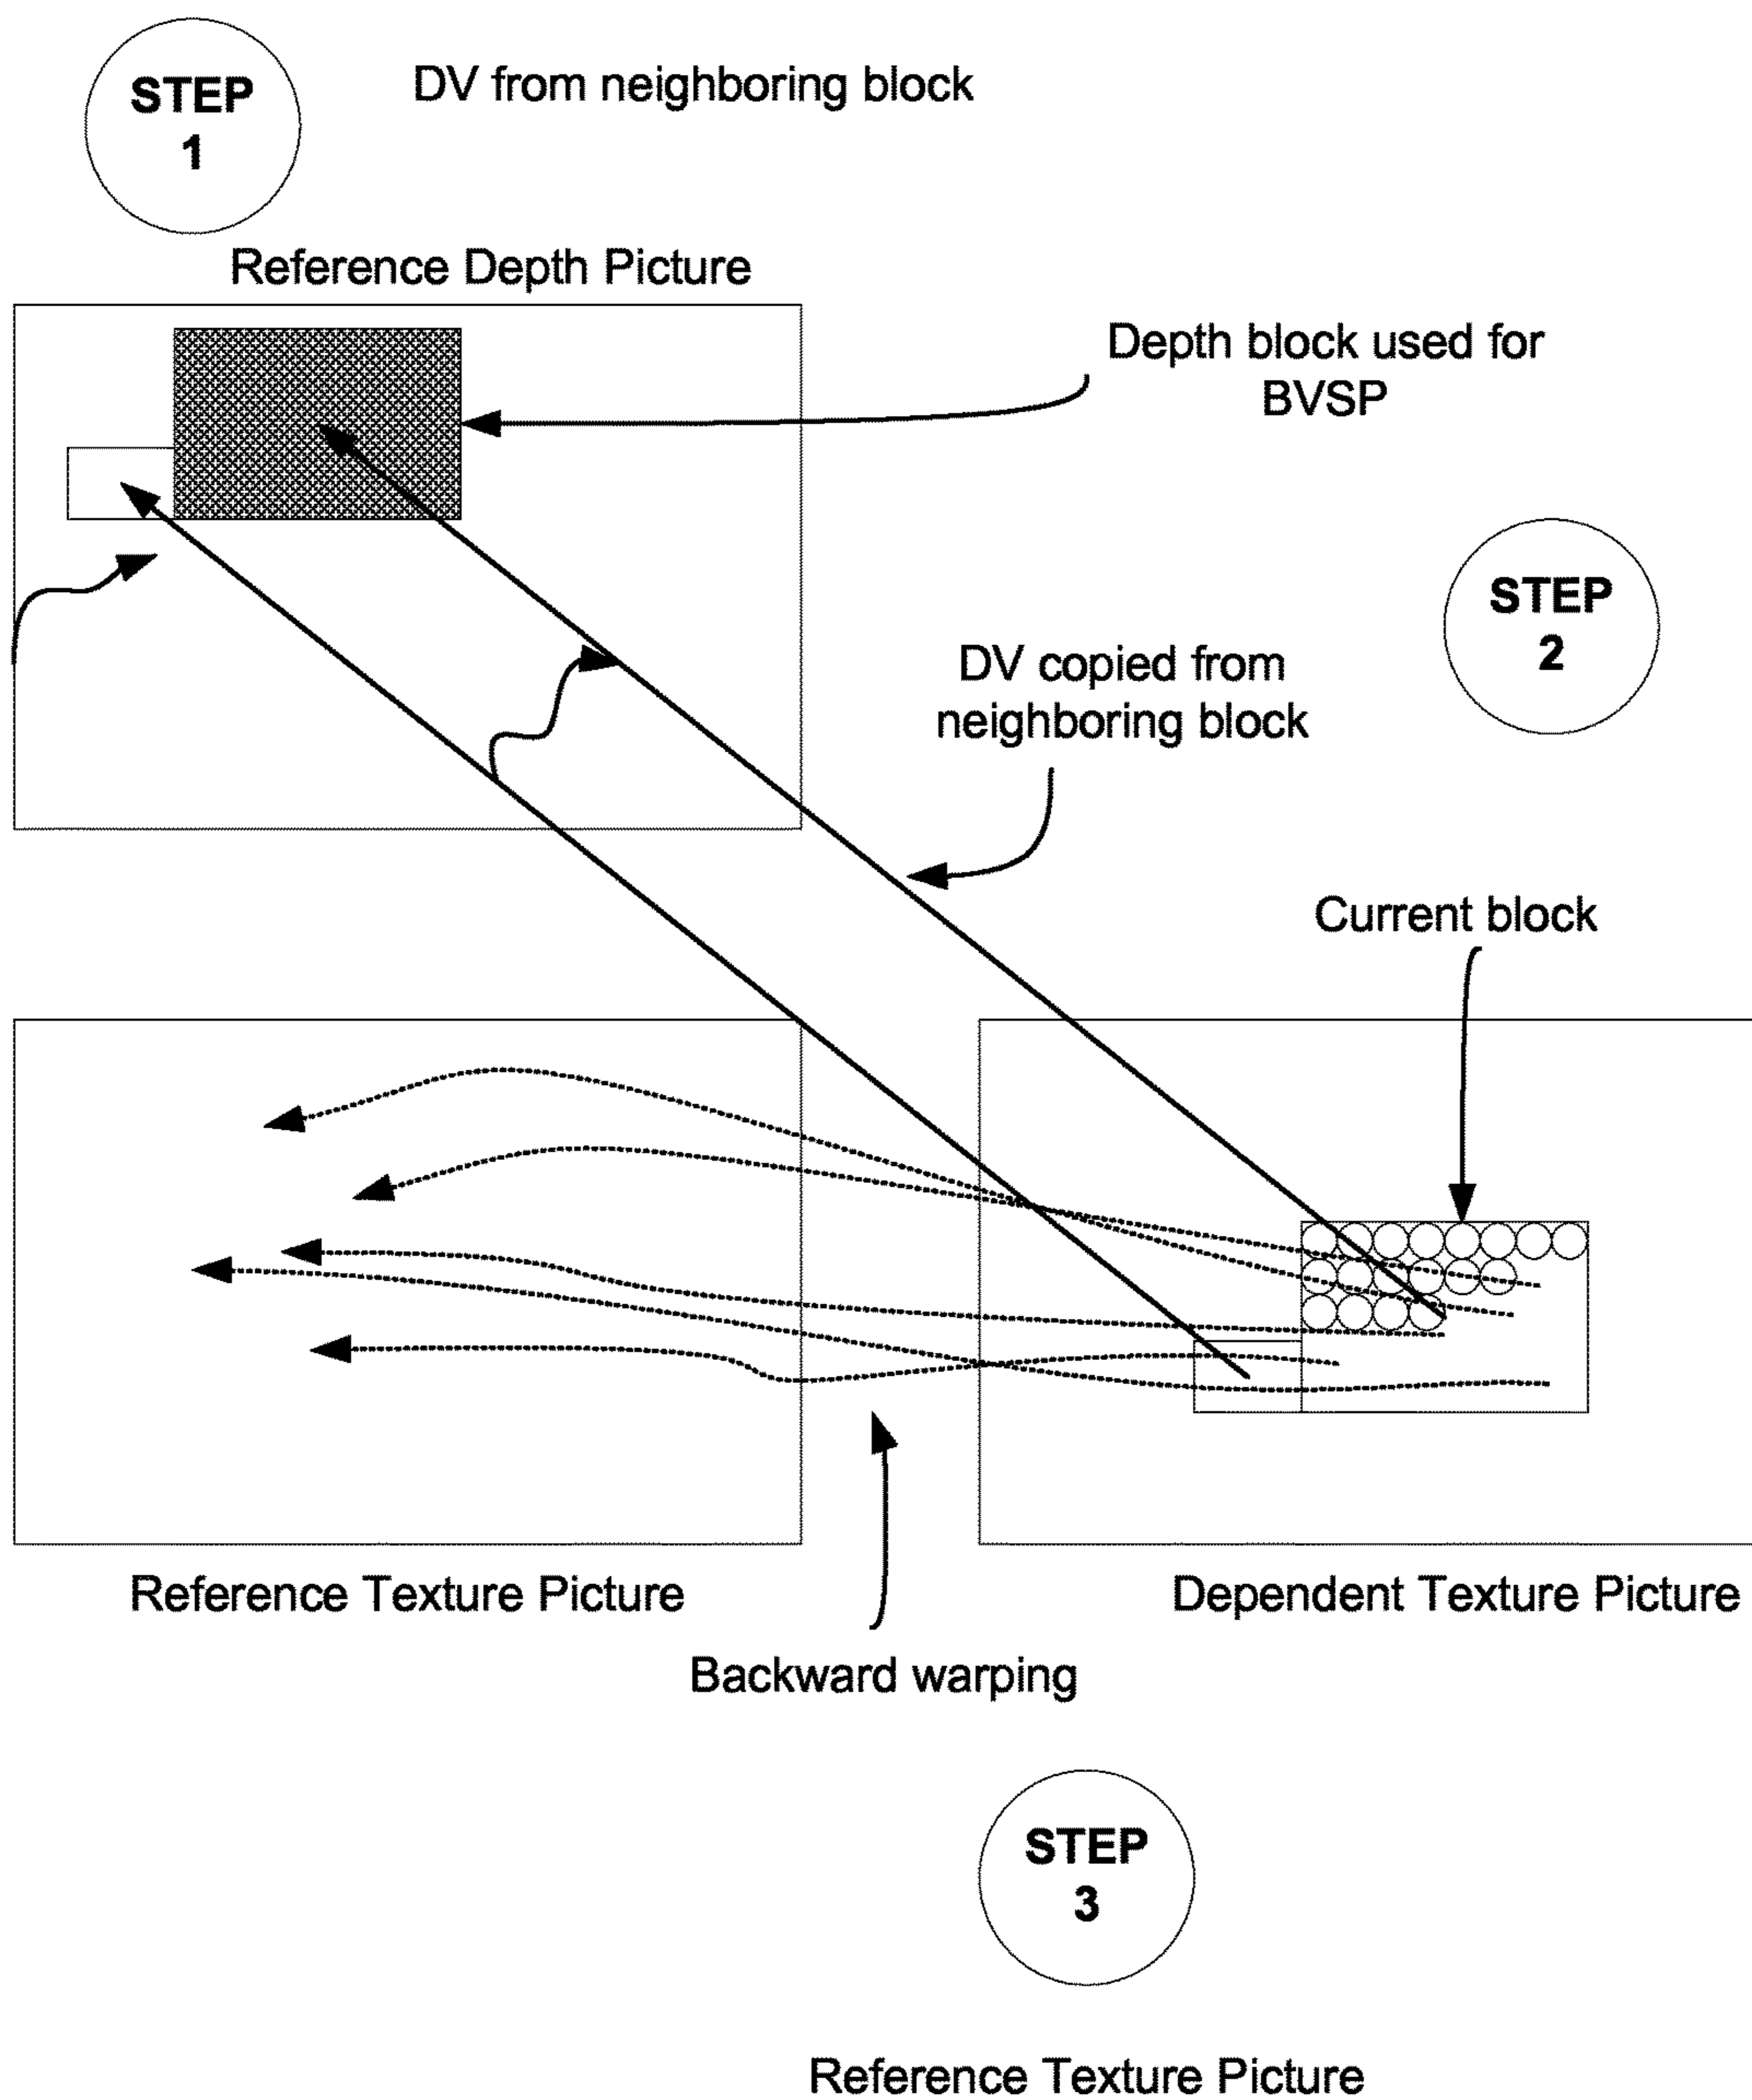 STEP
1
DV from neighboring block
Reference Depth Picture
Depth block used for
BVSP
STEP
2
DV copied from
neighboring block
Current block
Reference Texture Picture
Dependent Texture Picture
Backward warping
STEP
3
Reference Texture Picture